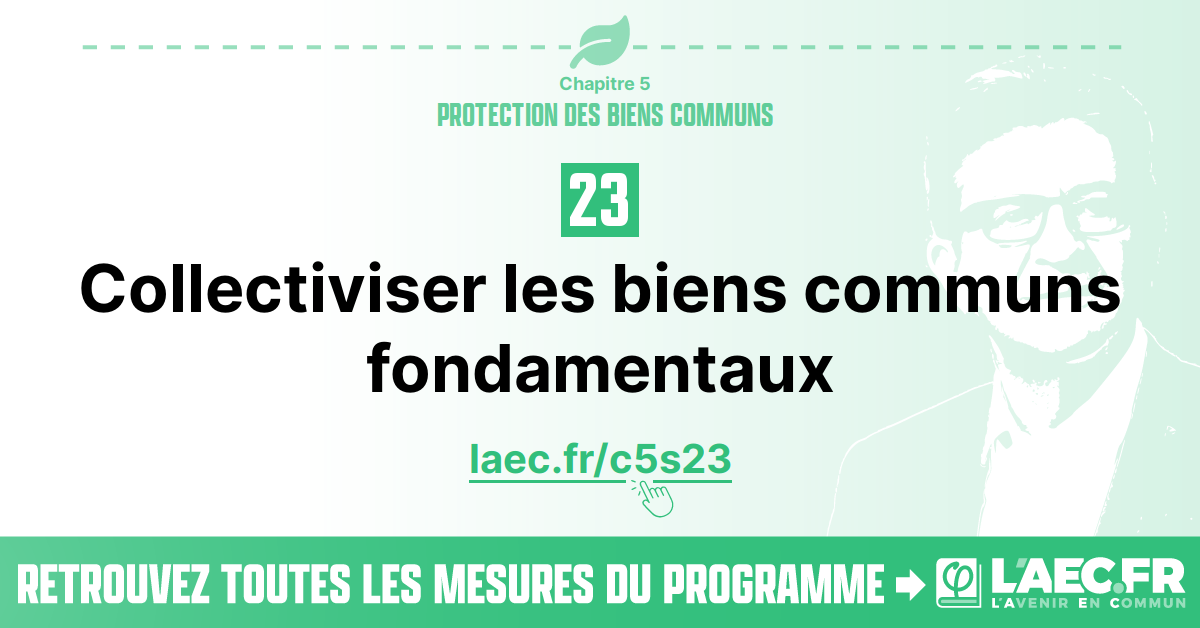 Chapitre 5
PROTECTION DES BIENS COMMUNS
23
Collectiviser les biens communs
fondamentaux
laec.fr/c5s23
RETROUVEZ TOUTES LES MESURES DU PROGRAMME
φ L'AEC.FR
L'AVENIR EN COMMUN